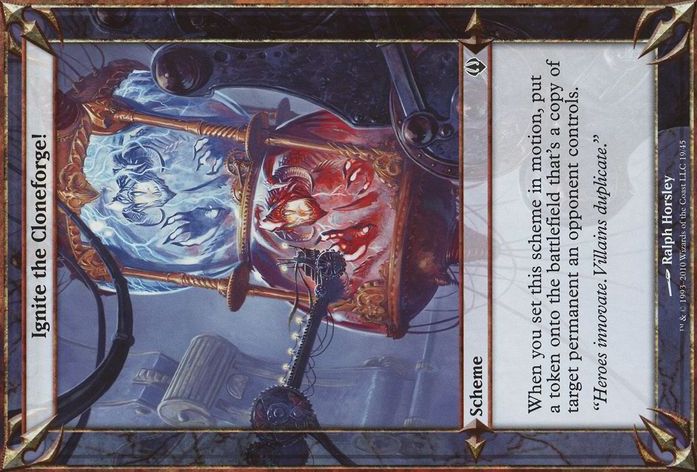 Ignite the Cloneforge!
Scheme
When you set this scheme in motion, put
a token onto the battlefield that's a copy of
target permanent an opponent controls.
"Heroes innovate. Villains duplicate."
Ralph Horsley
™ & © 1993-2010 Wizards of the Coast LLC 19/45